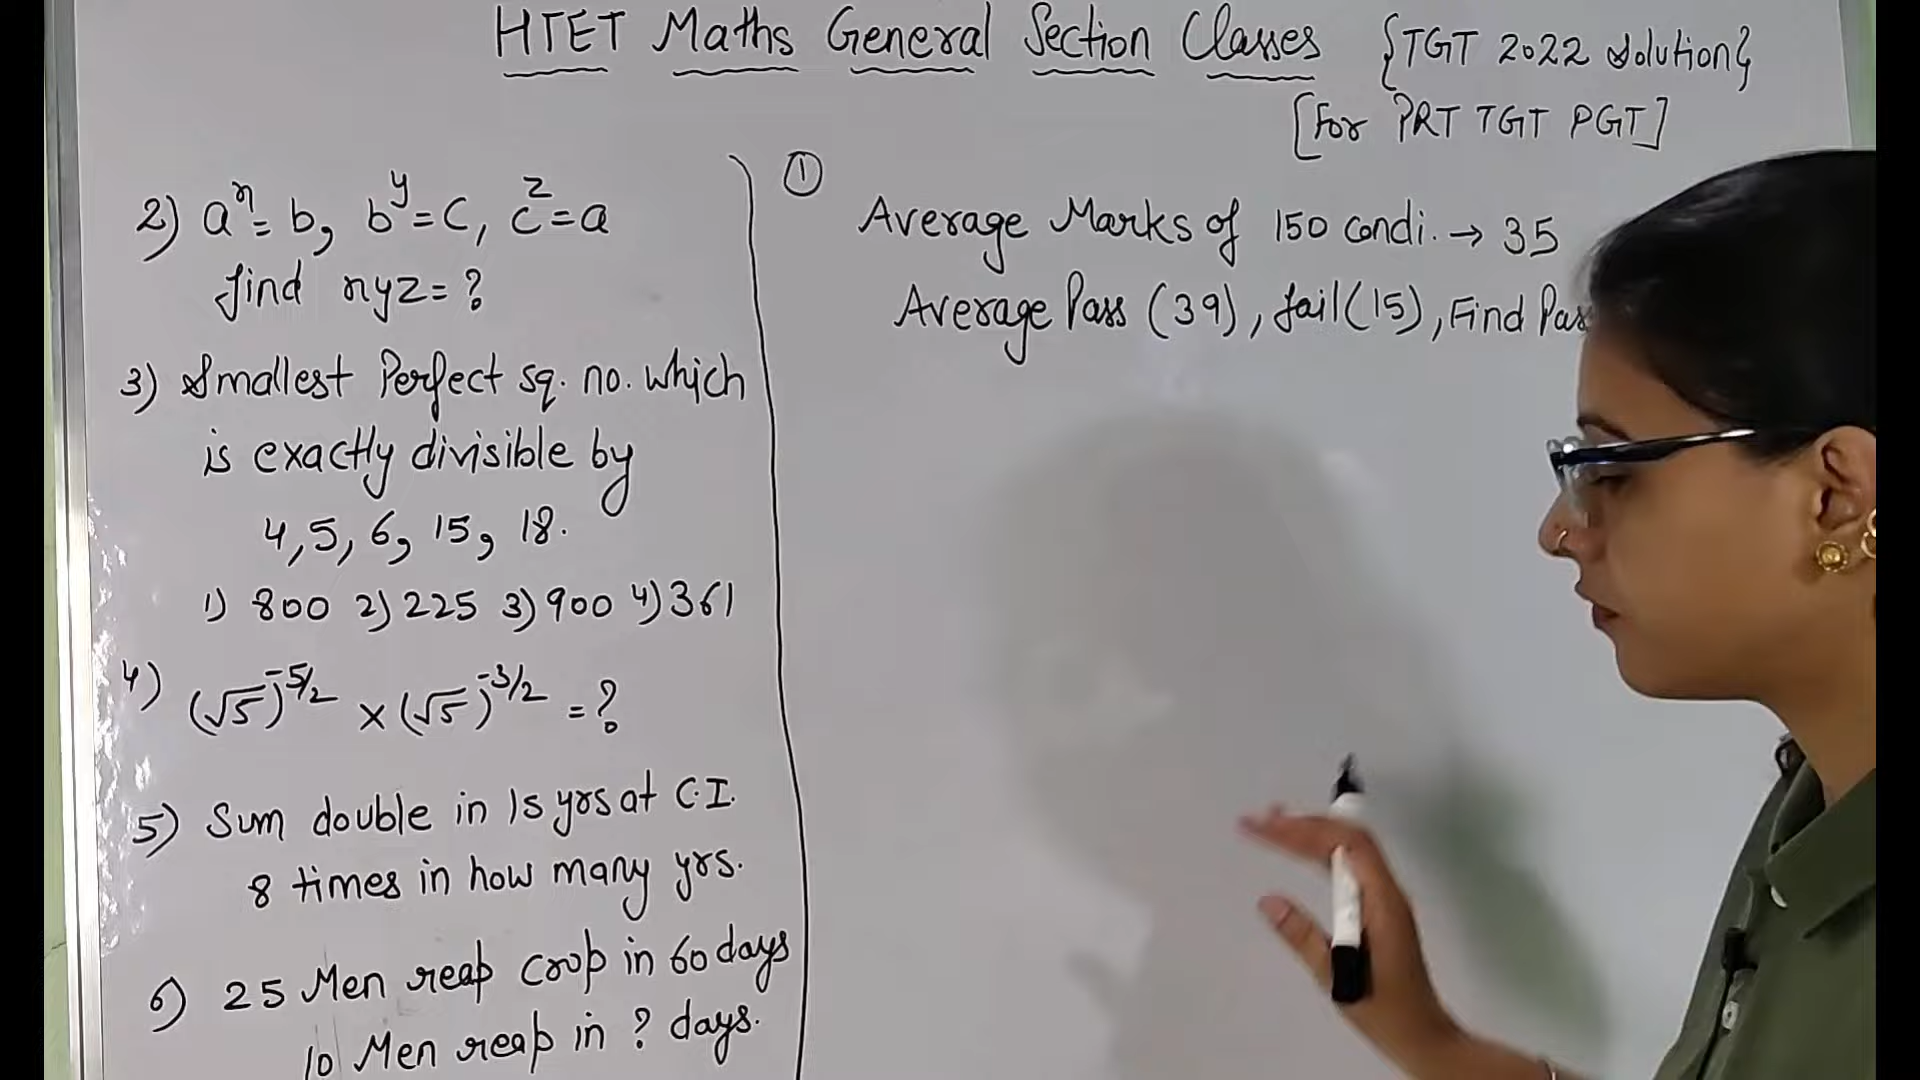 HTET Maths General Section Classes {TGT 2022 Solution}
[For PRT TGT PGT]
2) aˣ = b, bʸ = c, cᶻ = a
find xyz = ?
3) Smallest Perfect sq. no. which
is exactly divisible by
4, 5, 6, 15, 18.
1) 800 2) 225 3) 900 4) 361
4) (√5)^-5/2 × (√5)^-3/2 = ?
5) Sum double in 15 yrs at C.I.
8 times in how many yrs.
6) 25 Men reap crop in 60 days
10 Men reap in ? days.
①
Average Marks of 150 condi. → 35
Average Pass (39), fail (15), Find Pas